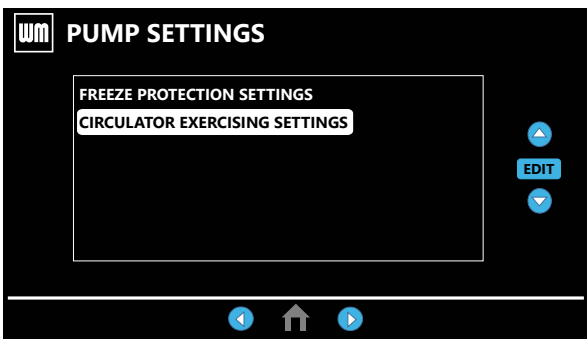 WM PUMP SETTINGS
FREEZE PROTECTION SETTINGS
CIRCULATOR EXERCISING SETTINGS
EDIT